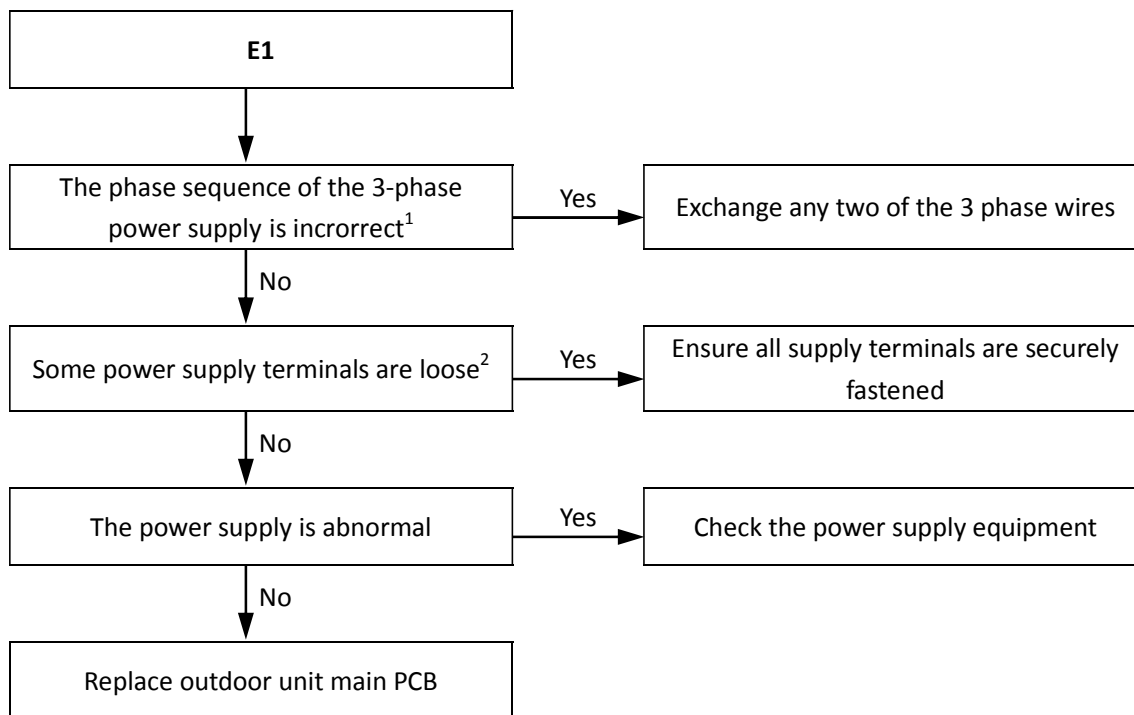 E1
The phase sequence of the 3-phase
power supply is incrorrect¹
Yes
Exchange any two of the 3 phase wires
No
Some power supply terminals are loose²
Yes
Ensure all supply terminals are securely
fastened
No
The power supply is abnormal
Yes
Check the power supply equipment
No
Replace outdoor unit main PCB